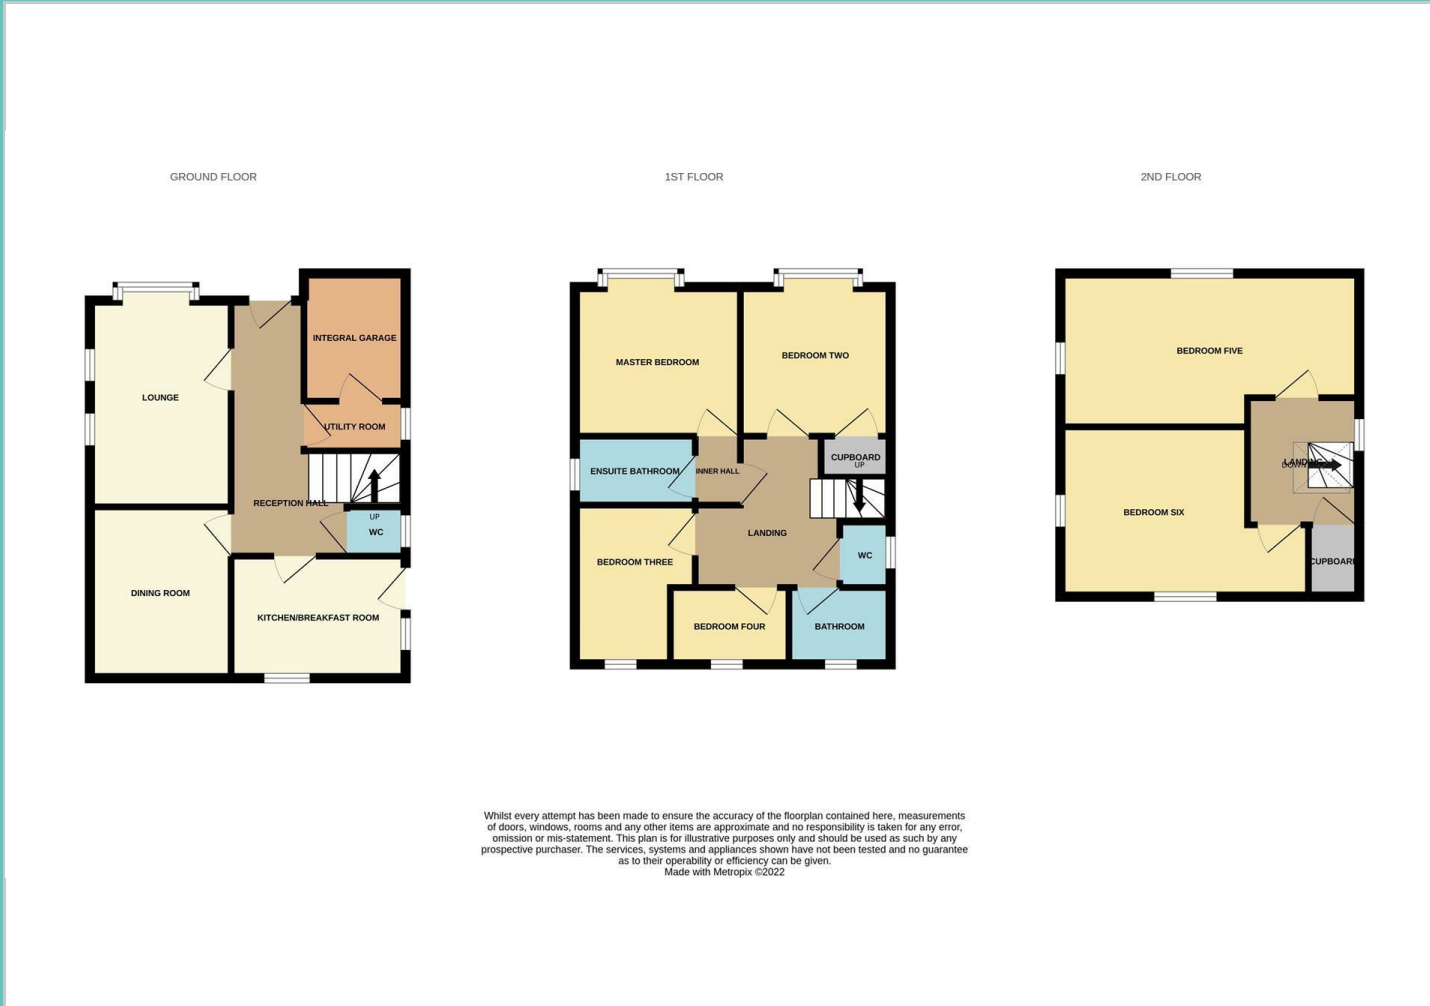 GROUND FLOOR
1ST FLOOR
2ND FLOOR
INTEGRAL GARAGE
LOUNGE
UTILITY ROOM
RECEPTION HALL
UP
WC
DINING ROOM
KITCHEN/BREAKFAST ROOM
MASTER BEDROOM
BEDROOM TWO
CUPBOARD
UP
ENSUITE BATHROOM
INNER HALL
LANDING
BEDROOM THREE
WC
BEDROOM FOUR
BATHROOM
BEDROOM FIVE
LANDING
DOWN
BEDROOM SIX
CUPBOARD
Whilst every attempt has been made to ensure the accuracy of the floorplan contained here, measurements
of doors, windows, rooms and any other items are approximate and no responsibility is taken for any error,
omission or mis-statement. This plan is for illustrative purposes only and should be used as such by any
prospective purchaser. The services, systems and appliances shown have not been tested and no guarantee
as to their operability or efficiency can be given.
Made with Metropix ©2022